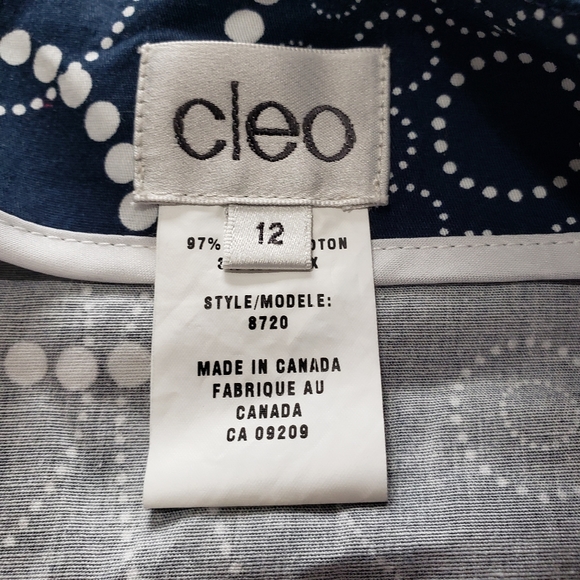 cleo
12
97%
STYLE/MODELE:
8720
MADE IN CANADA
FABRIQUE AU
CANADA
CA 09209